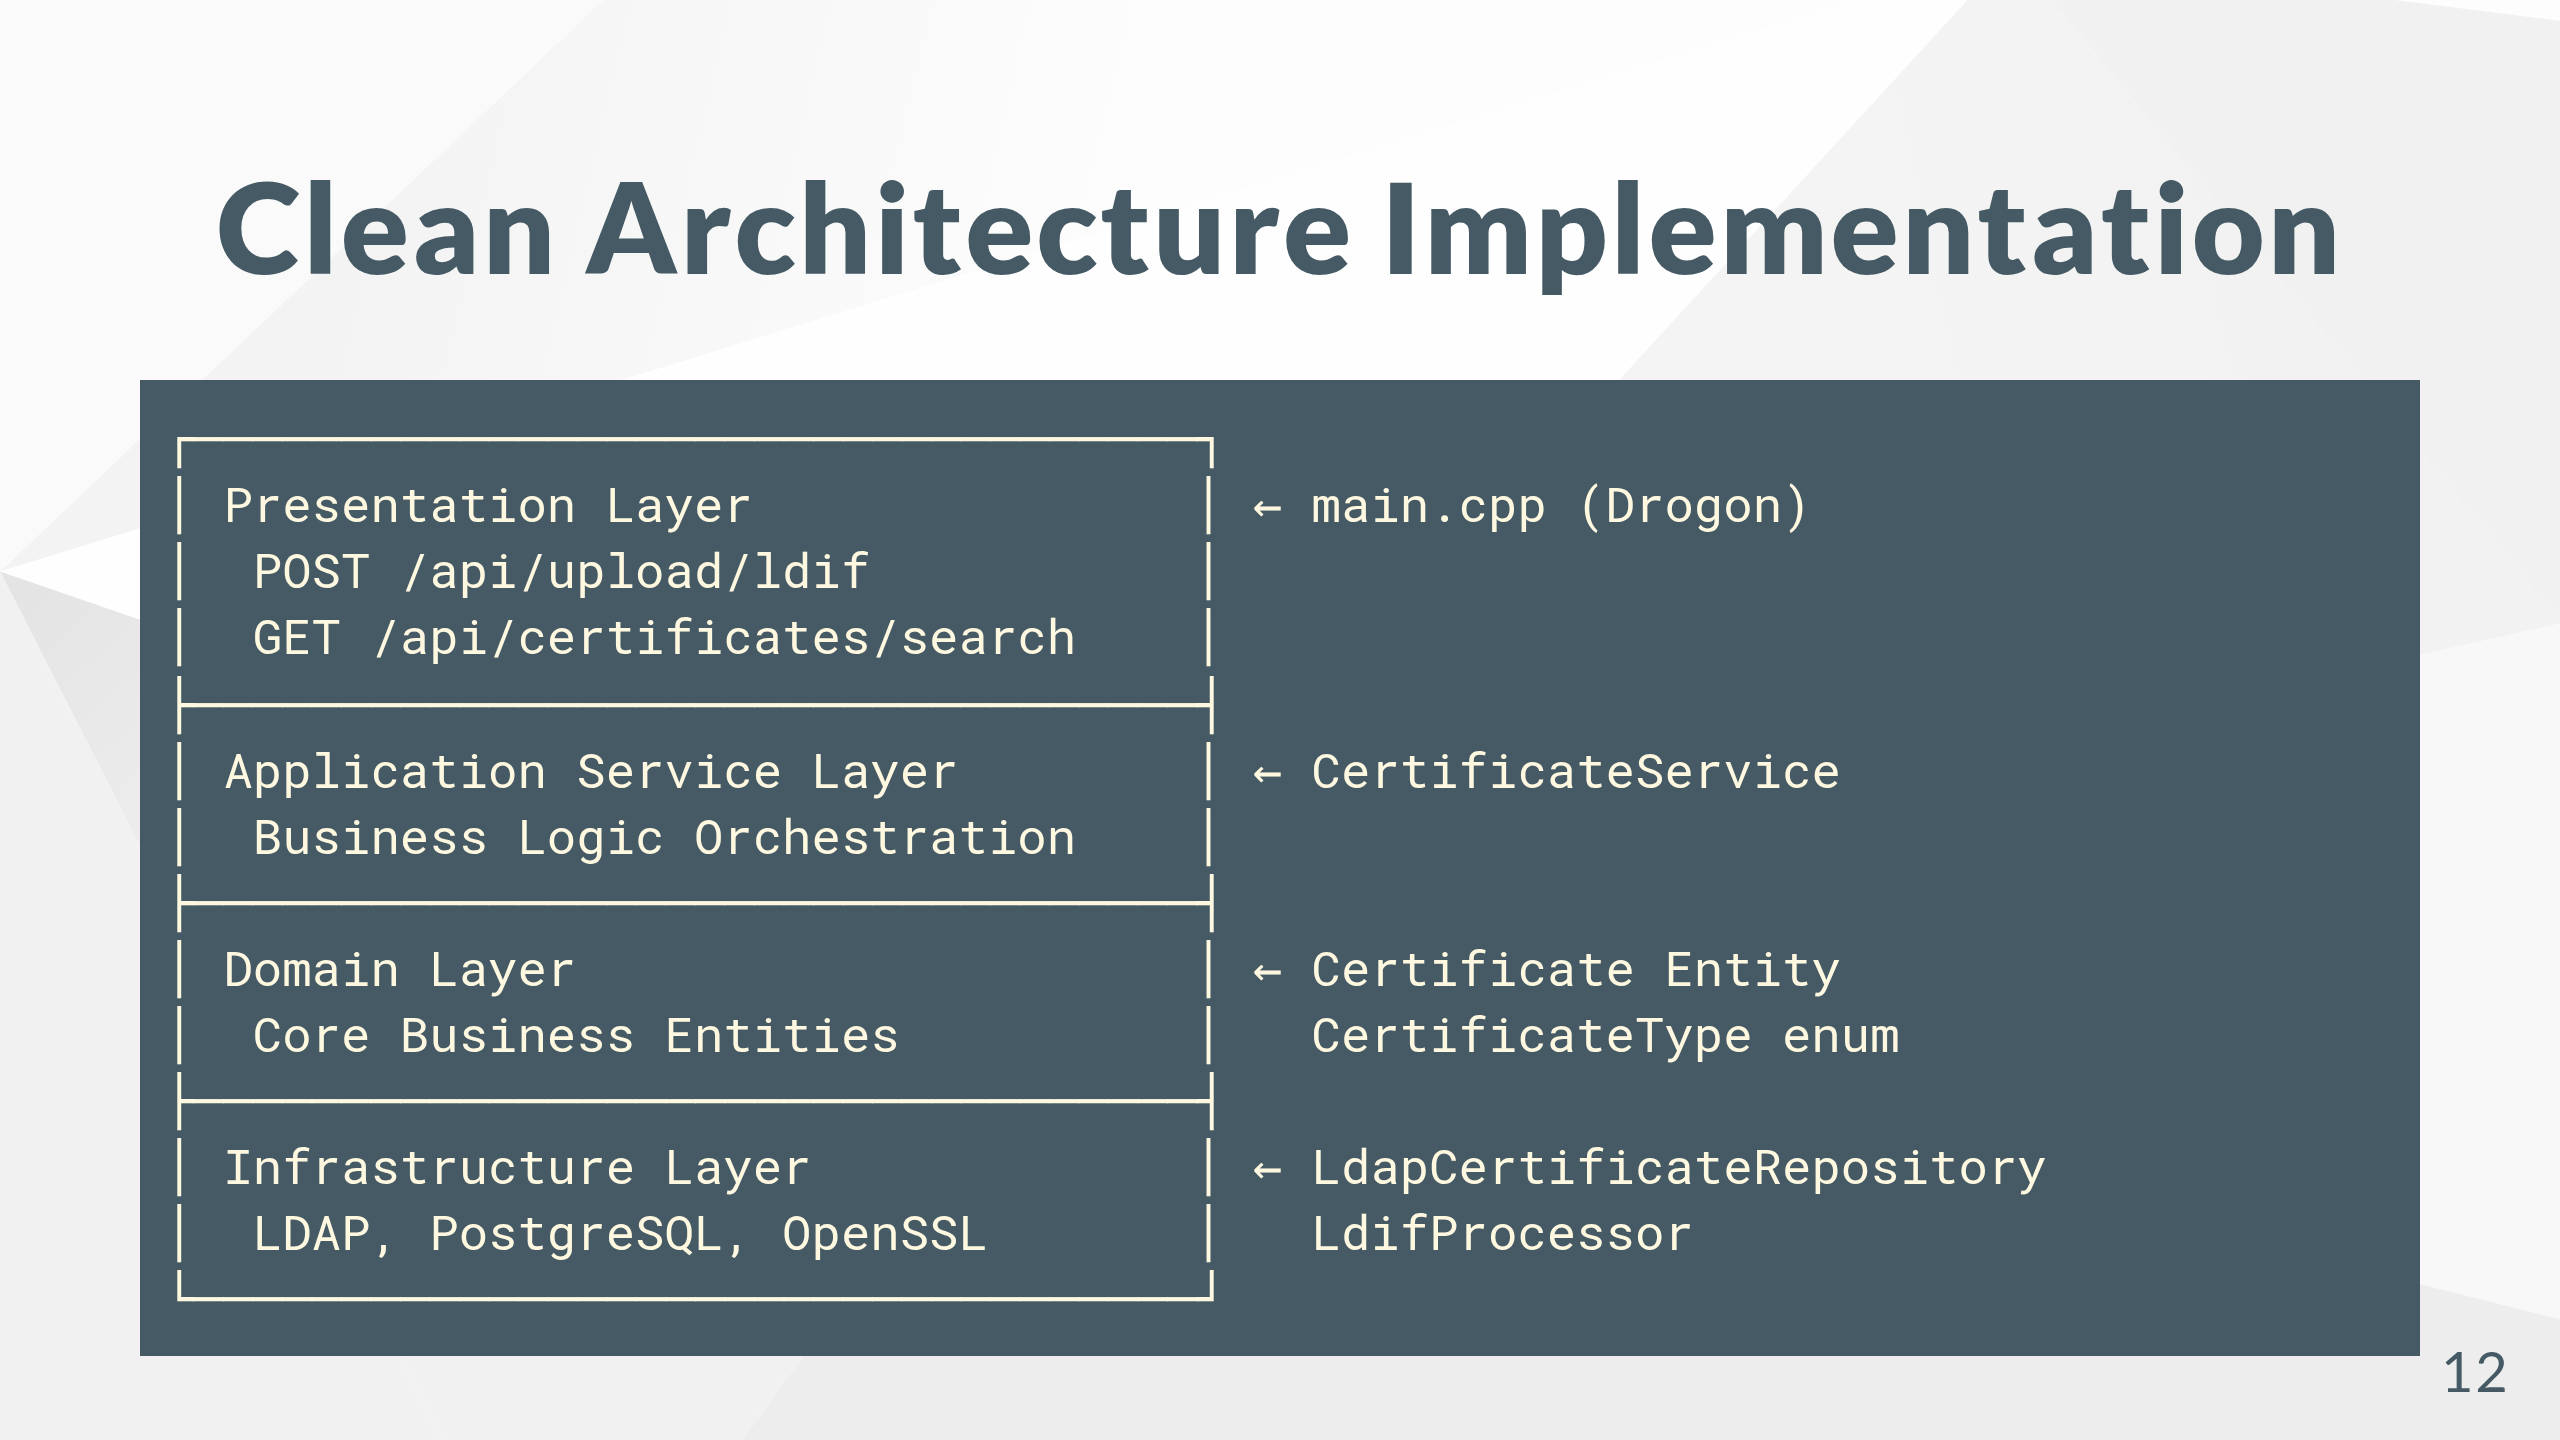 Clean Architecture Implementation
Presentation Layer ← main.cpp (Drogon)
POST /api/upload/ldif
GET /api/certificates/search
Application Service Layer ← CertificateService
Business Logic Orchestration
Domain Layer ← Certificate Entity
Core Business Entities CertificateType enum
Infrastructure Layer ← LdapCertificateRepository
LDAP, PostgreSQL, OpenSSL LdifProcessor
12